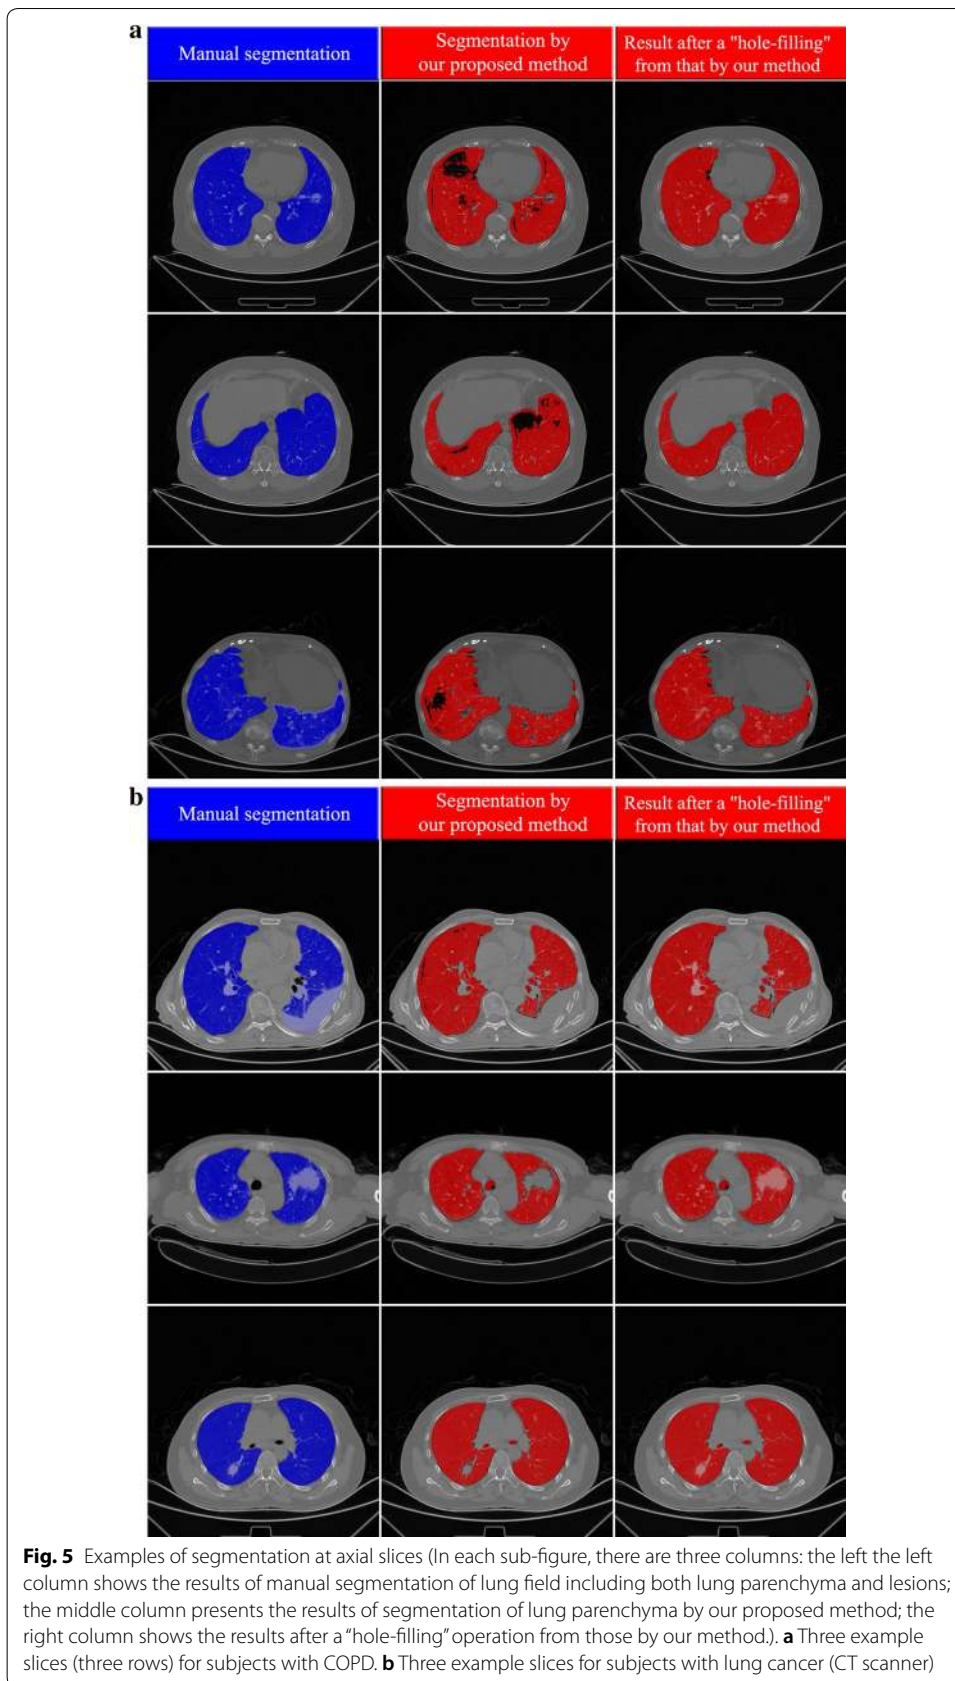 a
Manual segmentation
Segmentation by
our proposed method
Result after a "hole-filling"
from that by our method
b
Manual segmentation
Segmentation by
our proposed method
Result after a "hole-filling"
from that by our method
Fig. 5 Examples of segmentation at axial slices (In each sub-figure, there are three columns: the left the left
column shows the results of manual segmentation of lung field including both lung parenchyma and lesions;
the middle column presents the results of segmentation of lung parenchyma by our proposed method; the
right column shows the results after a “hole-filling” operation from those by our method.). a Three example
slices (three rows) for subjects with COPD. b Three example slices for subjects with lung cancer (CT scanner)